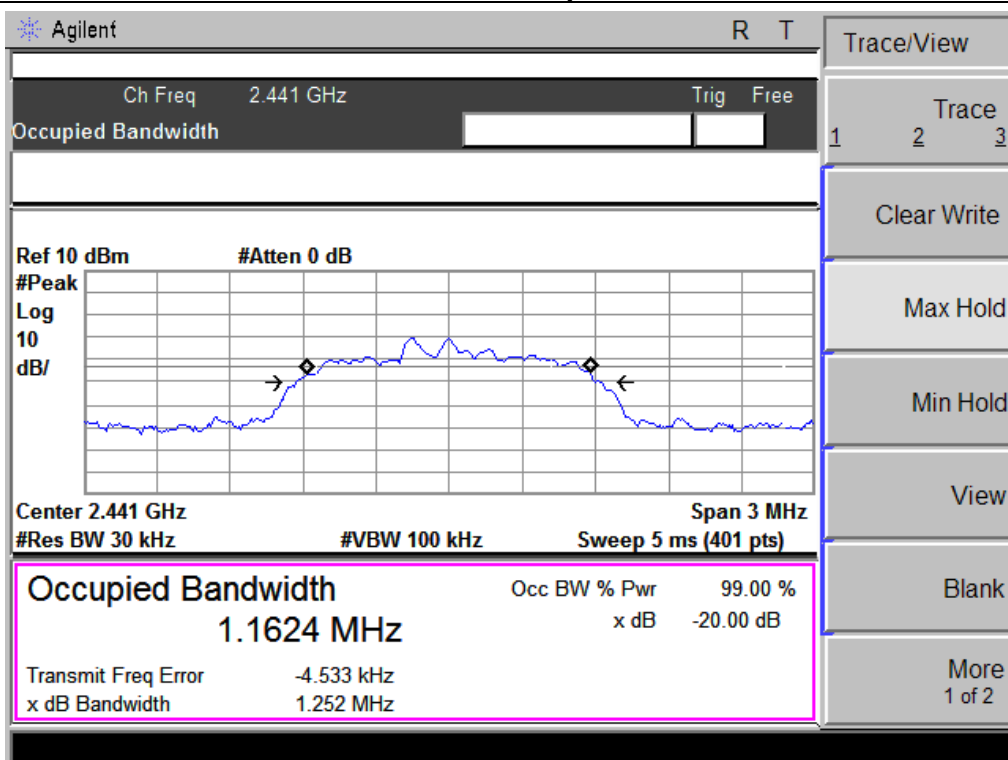 Agilent R T
Trace/View
Ch Freq 2.441 GHz Trig Free
Occupied Bandwidth
Trace
1 2 3
Clear Write
Ref 10 dBm #Atten 0 dB
#Peak
Log
10
dB/
Max Hold
Min Hold
View
Center 2.441 GHz Span 3 MHz
#Res BW 30 kHz #VBW 100 kHz Sweep 5 ms (401 pts)
Occupied Bandwidth Occ BW % Pwr 99.00 %
1.1624 MHz x dB -20.00 dB
Transmit Freq Error -4.533 kHz
x dB Bandwidth 1.252 MHz
Blank
More
1 of 2